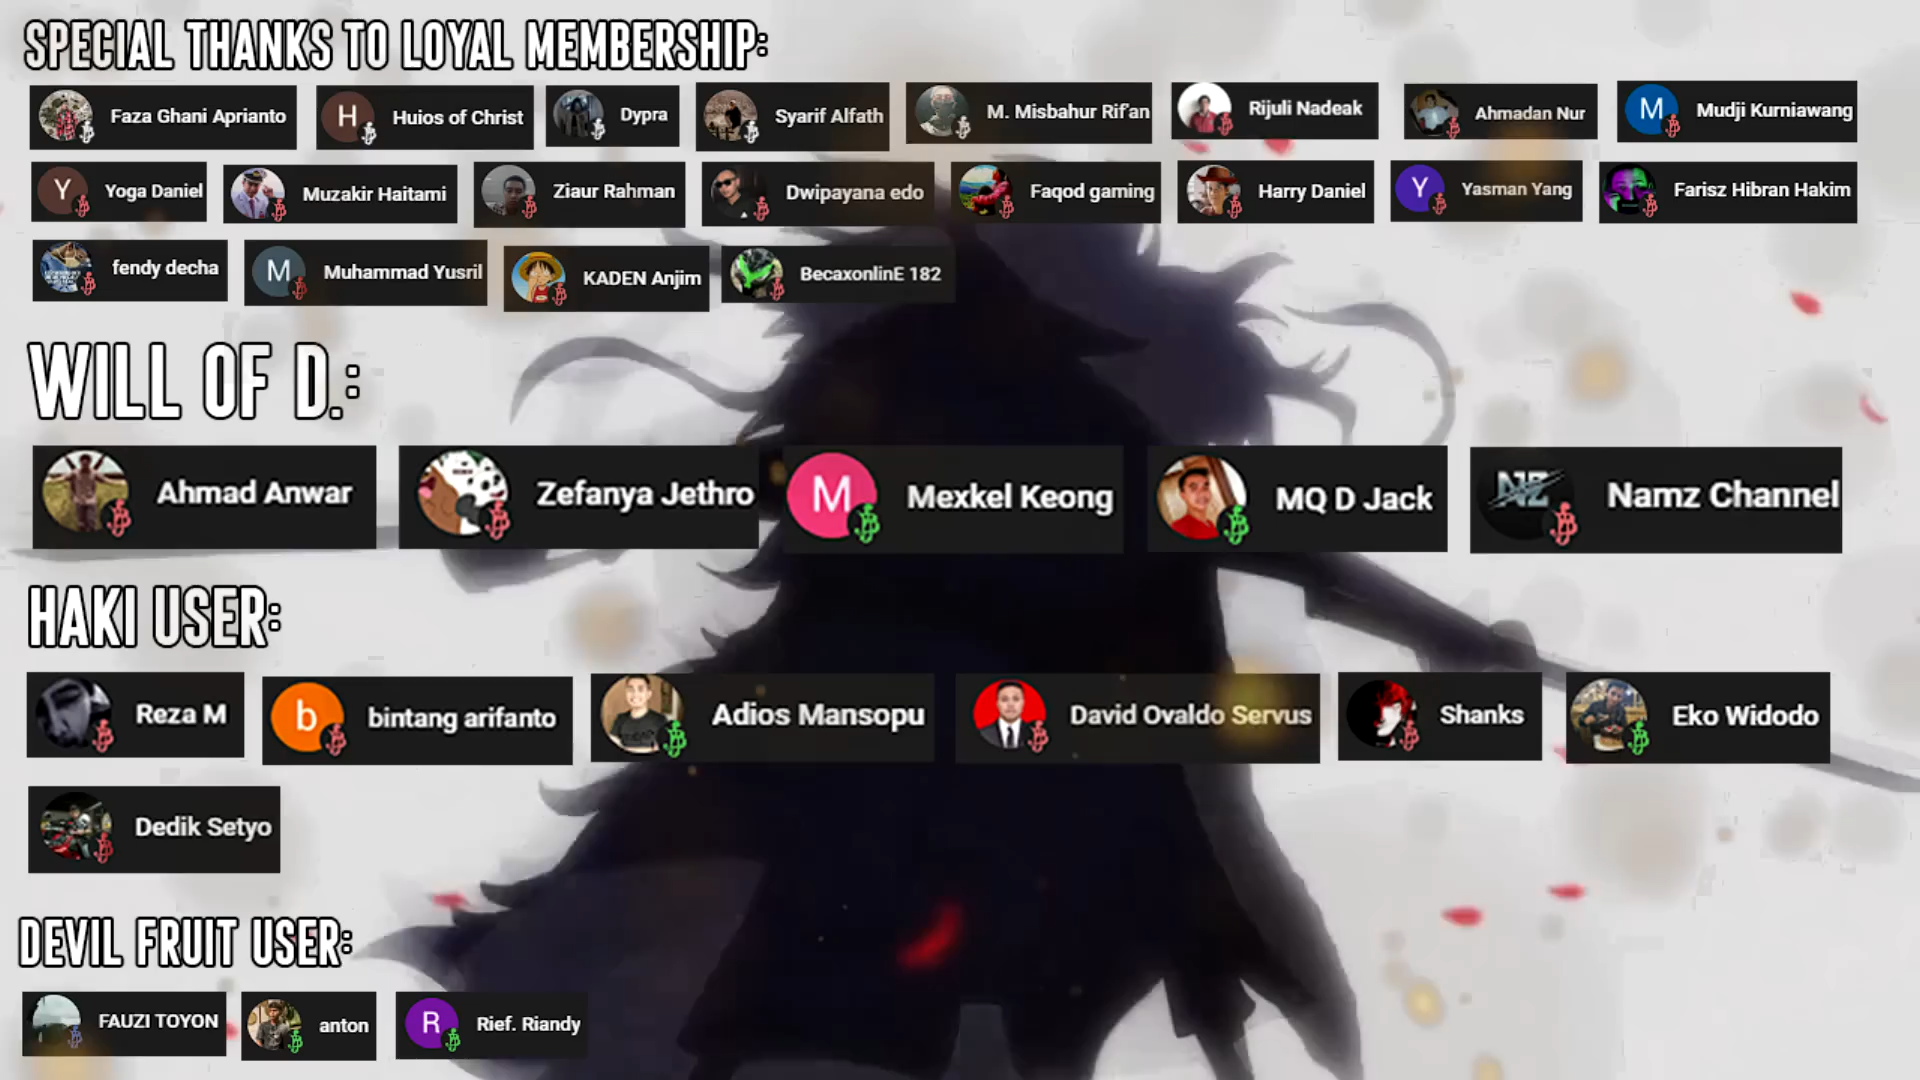 SPECIAL THANKS TO LOYAL MEMBERSHIP:
Faza Ghani Aprianto H Huios of Christ Dypra Syarif Alfath M. Misbahur Rif'an Rijuli Nadeak Ahmadan Nur M Mudji Kurniawang
Y Yoga Daniel Muzakir Haitami Ziaur Rahman Dwipayana edo Faqod gaming Harry Daniel Y Yasman Yang Farisz Hibran Hakim
fendy decha M Muhammad Yusril KADEN Anjim BecaxonlinE 182
WILL OF D.:
Ahmad Anwar Zefanya Jethro M Mexkel Keong MQ D Jack NZ Namz Channel
HAKI USER:
Reza M b bintang arifanto Adios Mansopu David Ovaldo Servus Shanks Eko Widodo
Dedik Setyo
DEVIL FRUIT USER:
FAUZI TOYON anton R Rief. Riandy